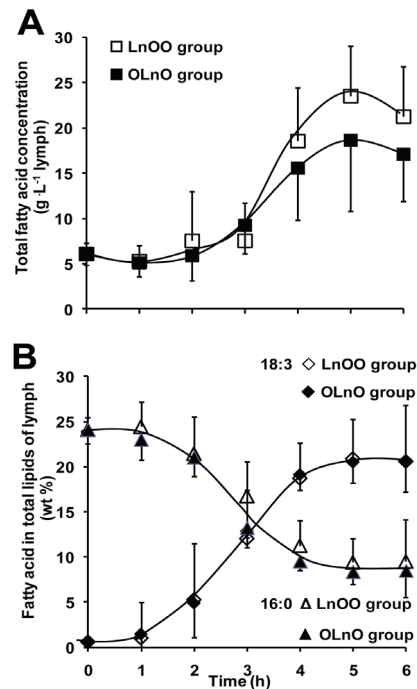 A
30
25
20
15
10
5
0
Total fatty acid concentration
(g ·L-1 lymph)
LnOO group
OLnO group
B
30
25
20
15
10
5
0
Fatty acid in total lipids of lymph
(wt %)
18:3 ◇ LnOO group
◆ OLnO group
16:0 Δ LnOO group
▲ OLnO group
0 1 2 3 4 5 6
Time (h)